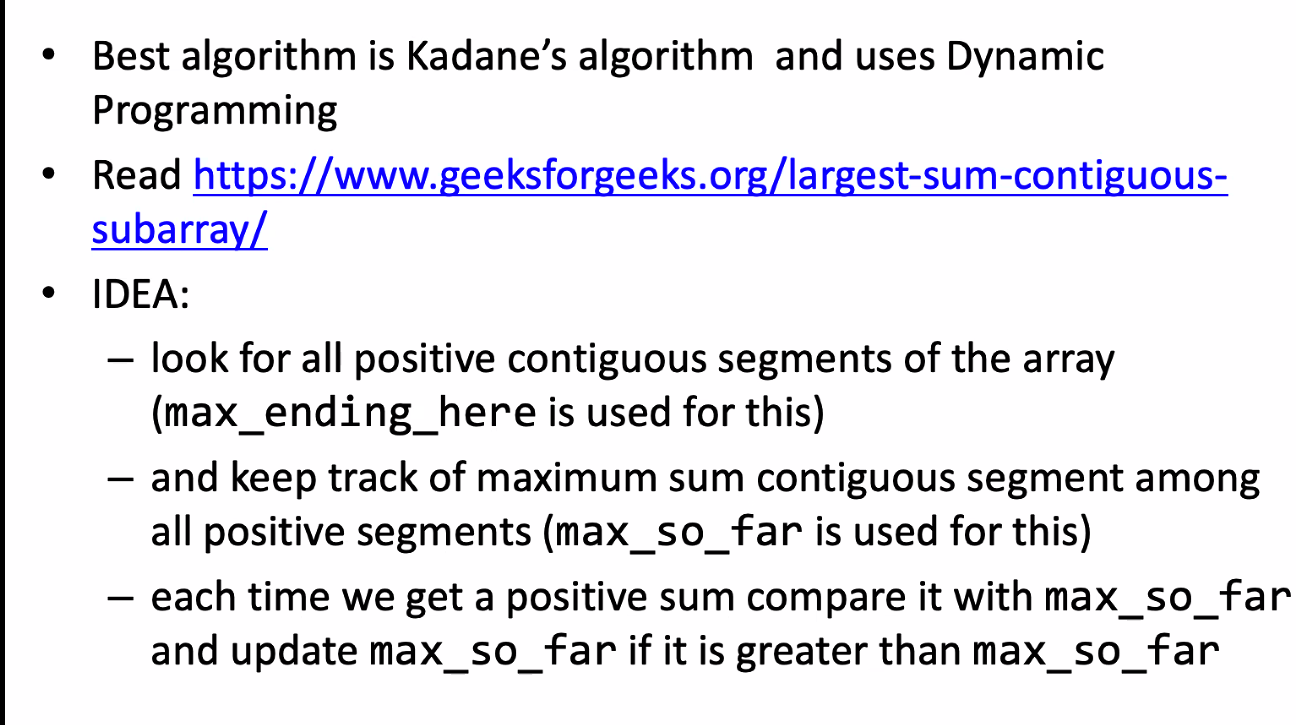 • Best algorithm is Kadane’s algorithm  and uses Dynamic
Programming
• Read https://www.geeksforgeeks.org/largest-sum-contiguous-
subarray/
• IDEA:
– look for all positive contiguous segments of the array
(max_ending_here is used for this)
– and keep track of maximum sum contiguous segment among
all positive segments (max_so_far is used for this)
– each time we get a positive sum compare it with max_so_far
and update max_so_far if it is greater than max_so_far